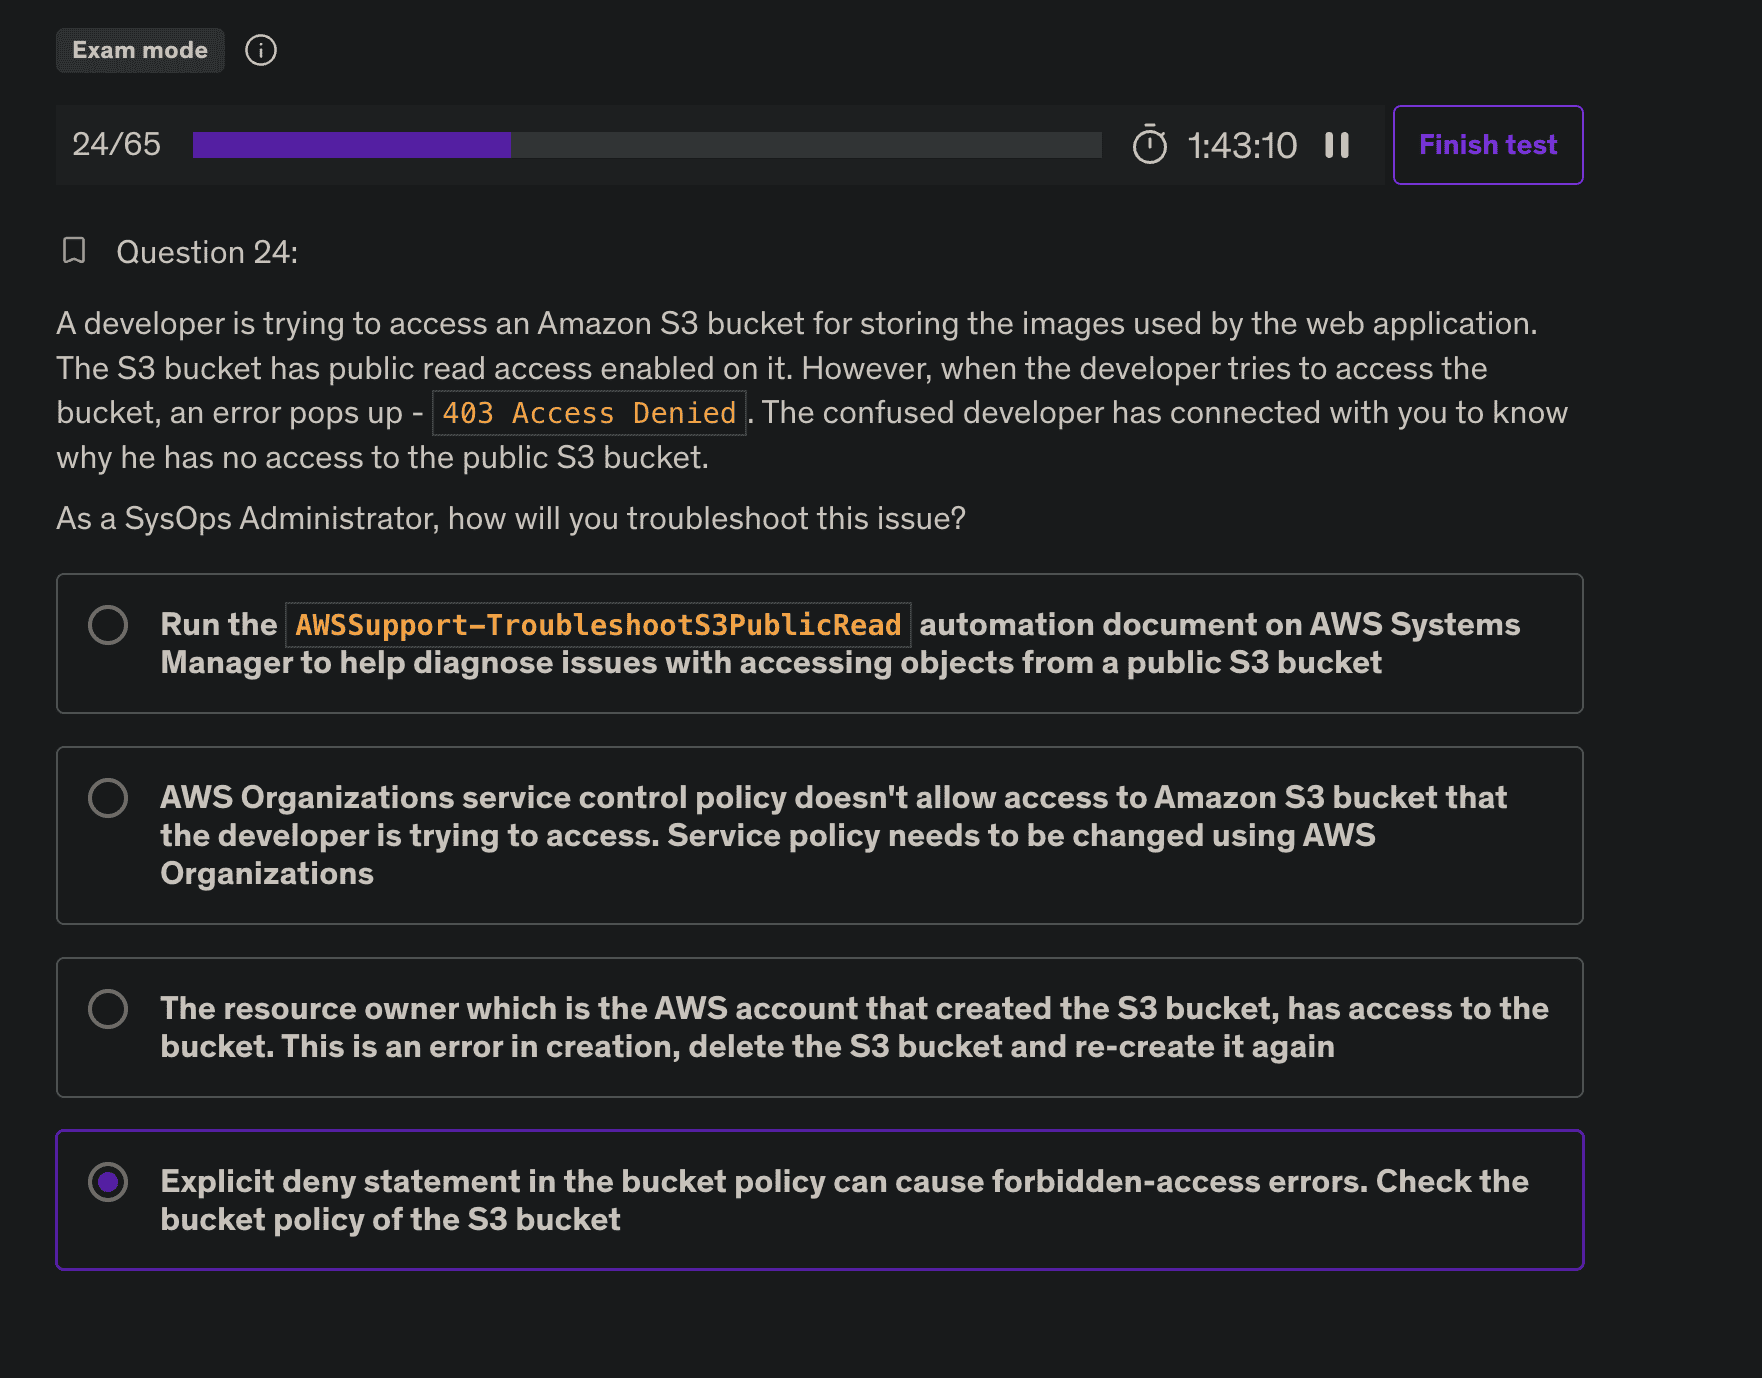 Exam mode
24/65
1:43:10
Finish test
Question 24:
A developer is trying to access an Amazon S3 bucket for storing the images used by the web application.
The S3 bucket has public read access enabled on it. However, when the developer tries to access the
bucket, an error pops up - 403 Access Denied. The confused developer has connected with you to know
why he has no access to the public S3 bucket.
As a SysOps Administrator, how will you troubleshoot this issue?
Run the AWSSupport-TroubleshootS3PublicRead automation document on AWS Systems
Manager to help diagnose issues with accessing objects from a public S3 bucket
AWS Organizations service control policy doesn't allow access to Amazon S3 bucket that
the developer is trying to access. Service policy needs to be changed using AWS
Organizations
The resource owner which is the AWS account that created the S3 bucket, has access to the
bucket. This is an error in creation, delete the S3 bucket and re-create it again
Explicit deny statement in the bucket policy can cause forbidden-access errors. Check the
bucket policy of the S3 bucket